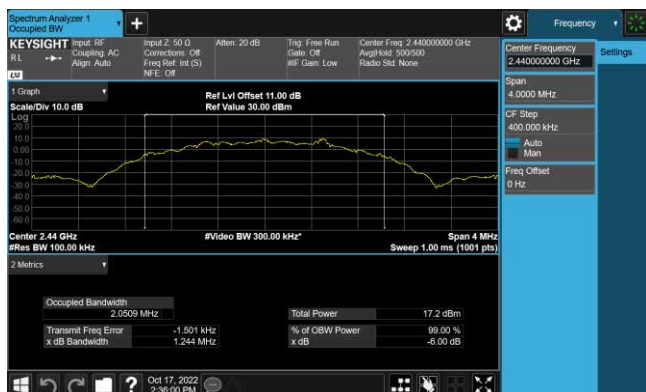 Spectrum Analyzer 1
Occupied BW
Frequency
KEYSIGHT
RL
LXI
Input: RF
Coupling: AC
Align: Auto
Input Z: 50 Ω
Corrections: Off
Freq Ref: Int (S)
NFE: Off
Atten: 20 dB
Trig: Free Run
Gate: Off
#IF Gain: Low
Center Freq: 2.440000000 GHz
Avg|Hold: 500/500
Radio Std: None
Center Frequency
2.440000000 GHz
Settings
Span
4.0000 MHz
CF Step
400.000 kHz
Auto
Man
Freq Offset
0 Hz
1 Graph
Scale/Div 10.0 dB
Ref Lvl Offset 11.00 dB
Ref Value 30.00 dBm
Log
20.0
10.0
0.00
-10.0
-20.0
-30.0
-40.0
-50.0
-60.0
Center 2.44 GHz
#Res BW 100.00 kHz
#Video BW 300.00 kHz*
Span 4 MHz
Sweep 1.00 ms (1001 pts)
2 Metrics
Occupied Bandwidth
2.0509 MHz
Total Power 17.2 dBm
Transmit Freq Error -1.501 kHz
% of OBW Power 99.00 %
x dB Bandwidth 1.244 MHz
x dB -6.00 dB
?
Oct 17, 2022
2:36:00 PM